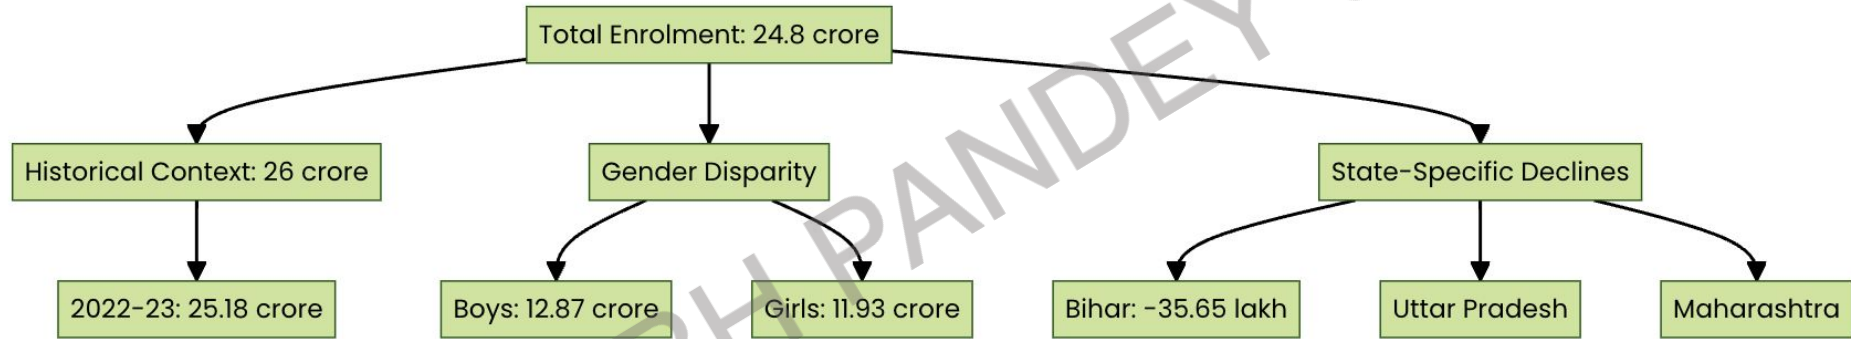 Total Enrolment: 24.8 crore
Historical Context: 26 crore
Gender Disparity
State-Specific Declines
2022-23: 25.18 crore
Boys: 12.87 crore
Girls: 11.93 crore
Bihar: -35.65 lakh
Uttar Pradesh
Maharashtra
PANDEY